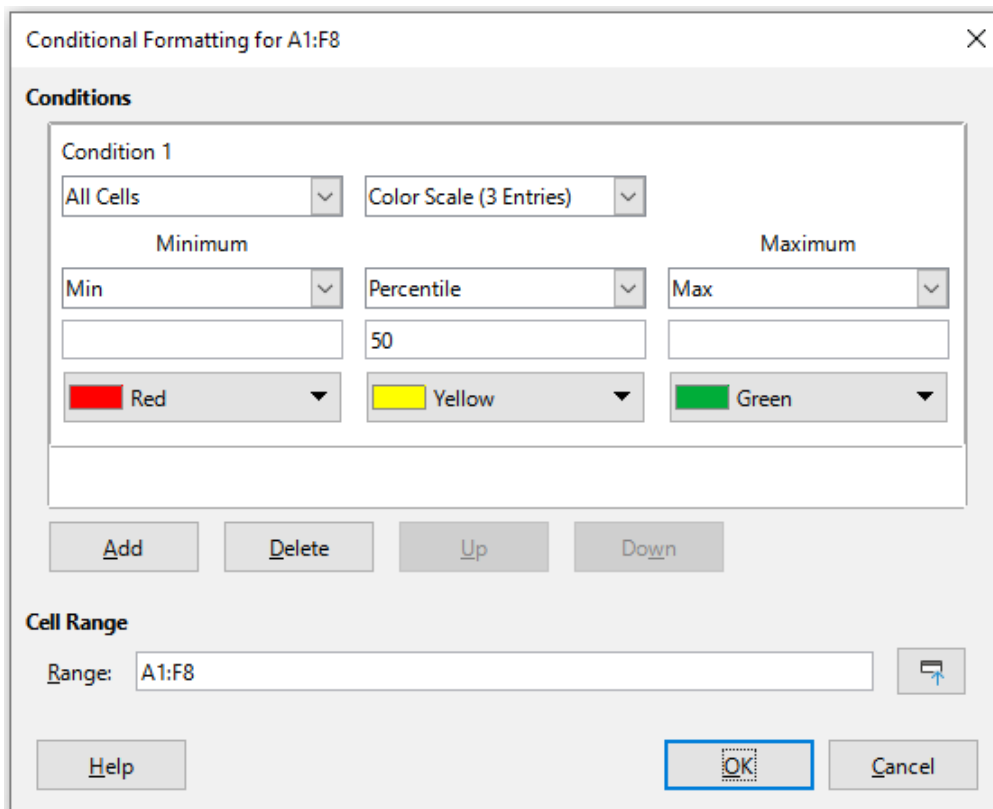 Conditional Formatting for A1:F8
Conditions
Condition 1
All Cells Color Scale (3 Entries)
Minimum Maximum
Min Percentile Max
50
Red Yellow Green
Add Delete Up Down
Cell Range
Range: A1:F8
Help OK Cancel